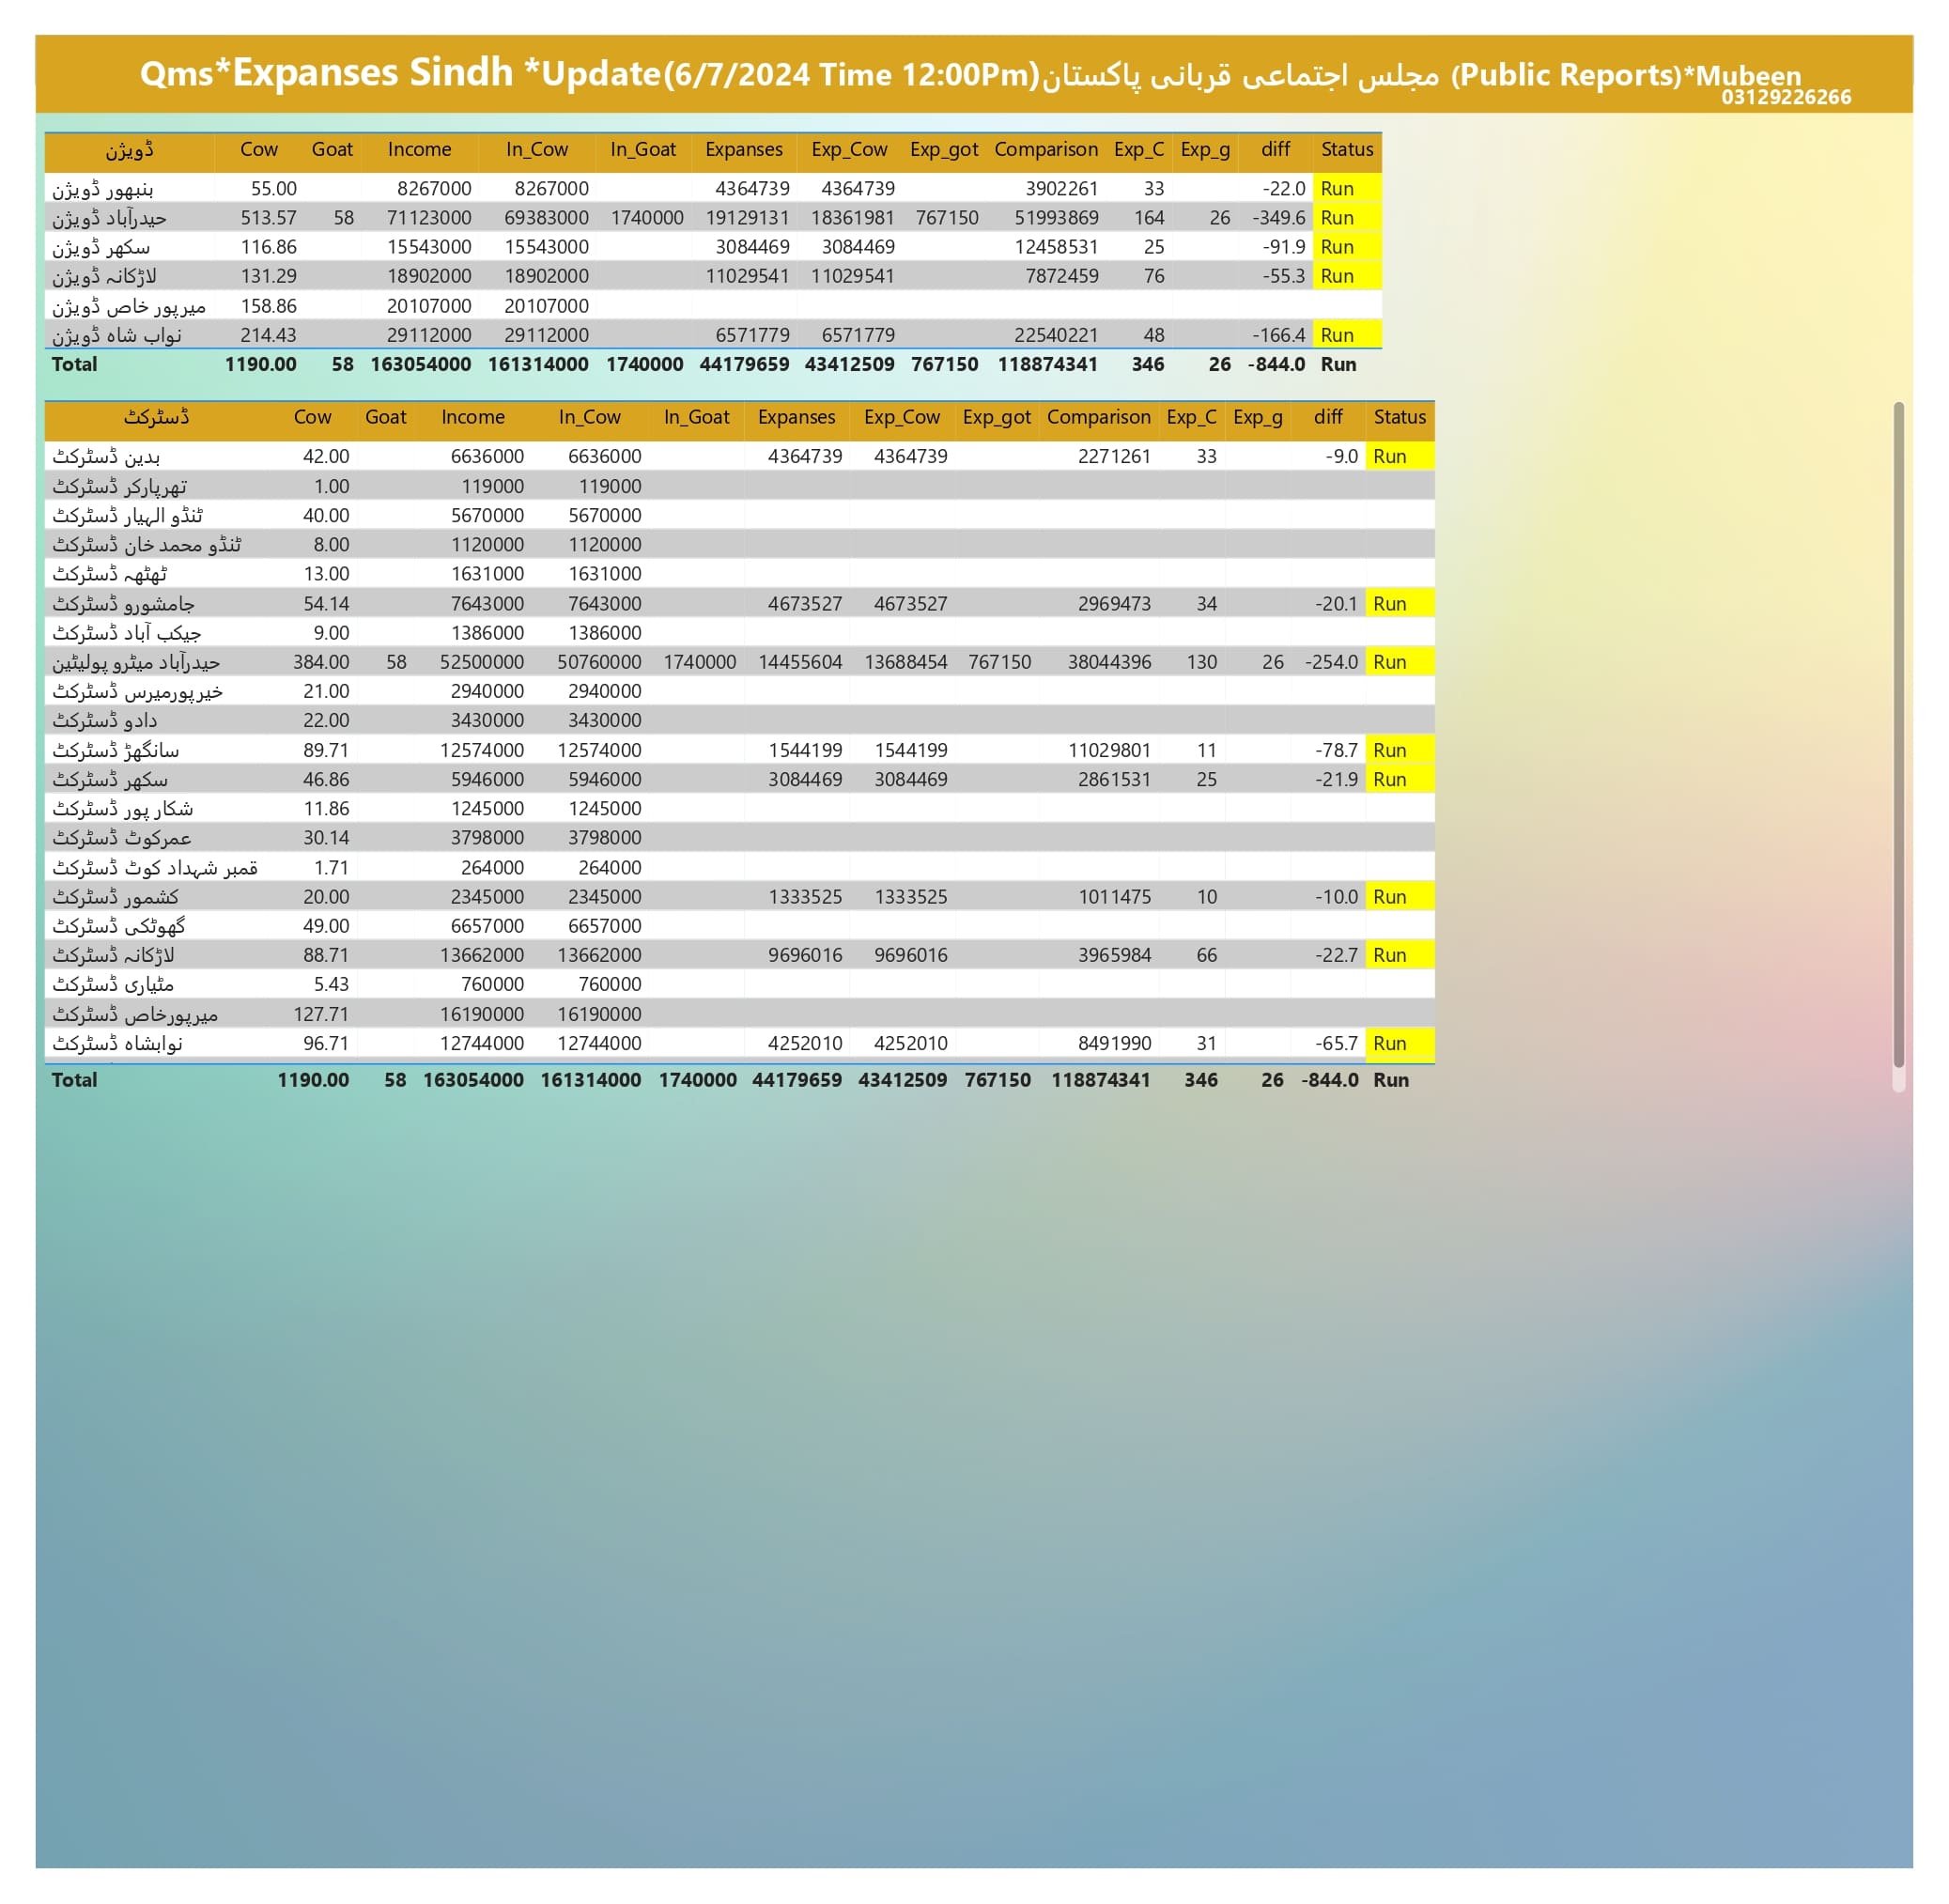 Qms*Expanses Sindh *Update(6/7/2024 Time 12:00Pm)مجلس اجتماعی قربانی پاکستان (Public Reports)*Mubeen
03129226266
ڈویژن Cow Goat Income In_Cow In_Goat Expanses Exp_Cow Exp_got Comparison Exp_C Exp_g diff Status
بنبھور ڈویژن 55.00 8267000 8267000 4364739 4364739 3902261 33 -22.0 Run
حیدرآباد ڈویژن 513.57 58 71123000 69383000 1740000 19129131 18361981 767150 51993869 164 26 -349.6 Run
سکھر ڈویژن 116.86 15543000 15543000 3084469 3084469 12458531 25 -91.9 Run
لاڑکانہ ڈویژن 131.29 18902000 18902000 11029541 11029541 7872459 76 -55.3 Run
میرپور خاص ڈویژن 158.86 20107000 20107000
نواب شاہ ڈویژن 214.43 29112000 29112000 6571779 6571779 22540221 48 -166.4 Run
Total 1190.00 58 163054000 161314000 1740000 44179659 43412509 767150 118874341 346 26 -844.0 Run
ڈسٹرکٹ Cow Goat Income In_Cow In_Goat Expanses Exp_Cow Exp_got Comparison Exp_C Exp_g diff Status
بدین ڈسٹرکٹ 42.00 6636000 6636000 4364739 4364739 2271261 33 -9.0 Run
تھرپارکر ڈسٹرکٹ 1.00 119000 119000
ٹنڈو الہیار ڈسٹرکٹ 40.00 5670000 5670000
ٹنڈو محمد خان ڈسٹرکٹ 8.00 1120000 1120000
ٹھٹھہ ڈسٹرکٹ 13.00 1631000 1631000
جامشورو ڈسٹرکٹ 54.14 7643000 7643000 4673527 4673527 2969473 34 -20.1 Run
جیکب آباد ڈسٹرکٹ 9.00 1386000 1386000
حیدرآباد میٹرو پولیٹین 384.00 58 52500000 50760000 1740000 14455604 13688454 767150 38044396 130 26 -254.0 Run
خیرپورمیرس ڈسٹرکٹ 21.00 2940000 2940000
دادو ڈسٹرکٹ 22.00 3430000 3430000
سانگھڑ ڈسٹرکٹ 89.71 12574000 12574000 1544199 1544199 11029801 11 -78.7 Run
سکھر ڈسٹرکٹ 46.86 5946000 5946000 3084469 3084469 2861531 25 -21.9 Run
شکار پور ڈسٹرکٹ 11.86 1245000 1245000
عمرکوٹ ڈسٹرکٹ 30.14 3798000 3798000
قمبر شہداد کوٹ ڈسٹرکٹ 1.71 264000 264000
کشمور ڈسٹرکٹ 20.00 2345000 2345000 1333525 1333525 1011475 10 -10.0 Run
گھوٹکی ڈسٹرکٹ 49.00 6657000 6657000
لاڑکانہ ڈسٹرکٹ 88.71 13662000 13662000 9696016 9696016 3965984 66 -22.7 Run
مٹیاری ڈسٹرکٹ 5.43 760000 760000
میرپورخاص ڈسٹرکٹ 127.71 16190000 16190000
نوابشاہ ڈسٹرکٹ 96.71 12744000 12744000 4252010 4252010 8491990 31 -65.7 Run
Total 1190.00 58 163054000 161314000 1740000 44179659 43412509 767150 118874341 346 26 -844.0 Run